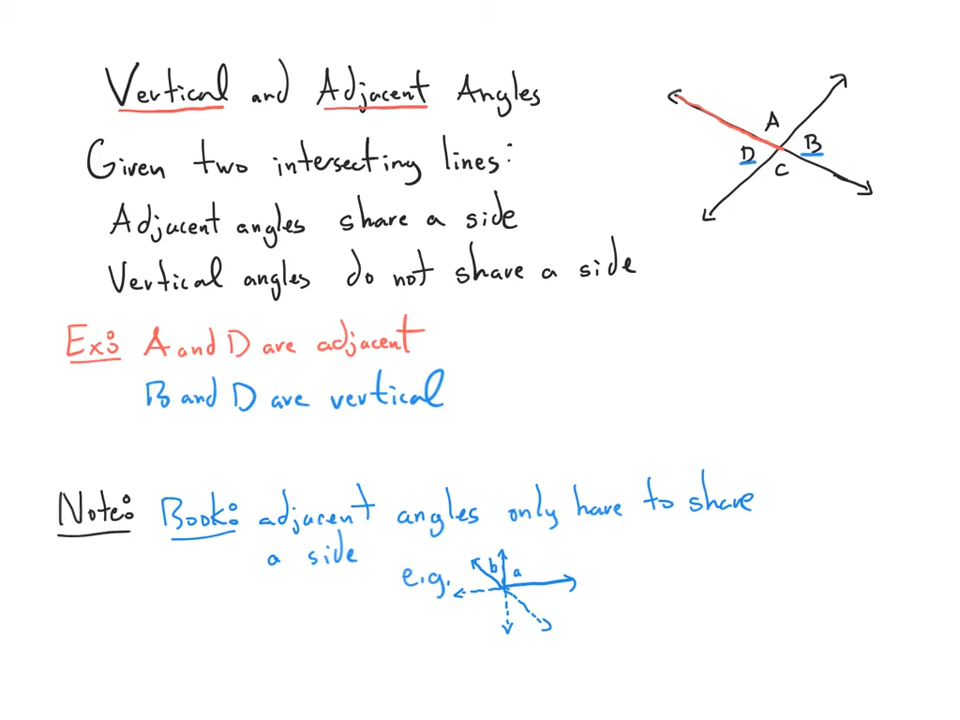 Vertical and Adjacent Angles
Given two intersecting lines:
Adjacent angles share a side
Vertical angles do not share a side
A
B
D
C
Ex: A and D are adjacent
B and D are vertical
Note: Book: adjacent angles only have to share
a side
e.g.
b a